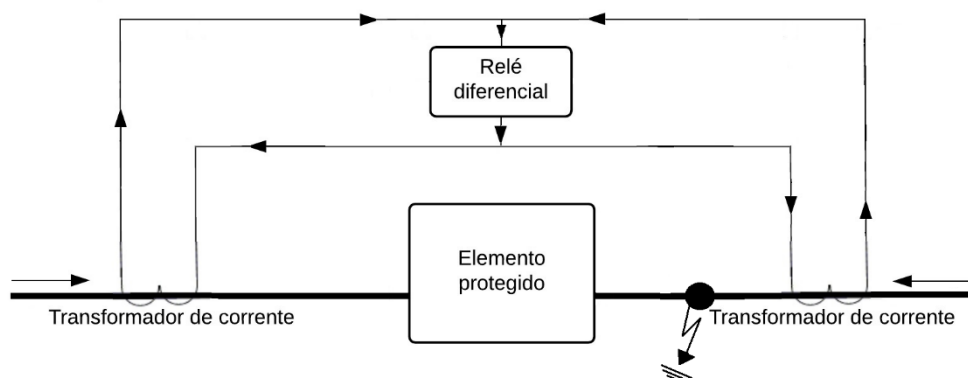 Relé
diferencial
Elemento
protegido
Transformador de corrente
Transformador de corrente